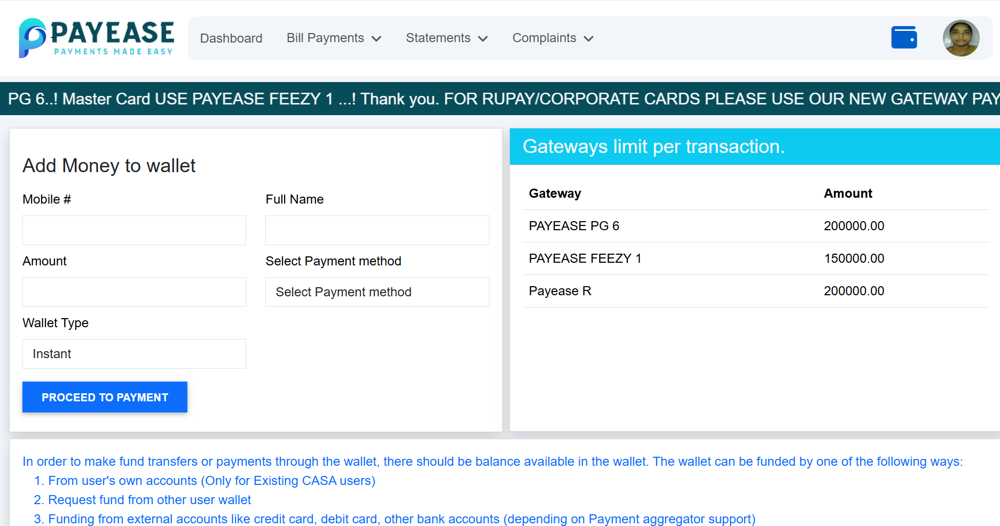 PAYEASE
PAYMENTS MADE EASY
Dashboard
Bill Payments
Statements
Complaints
PG 6..! Master Card USE PAYEASE FEEZY 1 ...! Thank you. FOR RUPAY/CORPORATE CARDS PLEASE USE OUR NEW GATEWAY PAY
Add Money to wallet
Mobile #
Full Name
Amount
Select Payment method
Select Payment method
Wallet Type
Instant
PROCEED TO PAYMENT
Gateways limit per transaction.
Gateway Amount
PAYEASE PG 6 200000.00
PAYEASE FEEZY 1 150000.00
Payease R 200000.00
In order to make fund transfers or payments through the wallet, there should be balance available in the wallet. The wallet can be funded by one of the following ways:
1. From user's own accounts (Only for Existing CASA users)
2. Request fund from other user wallet
3. Funding from external accounts like credit card, debit card, other bank accounts (depending on Payment aggregator support)